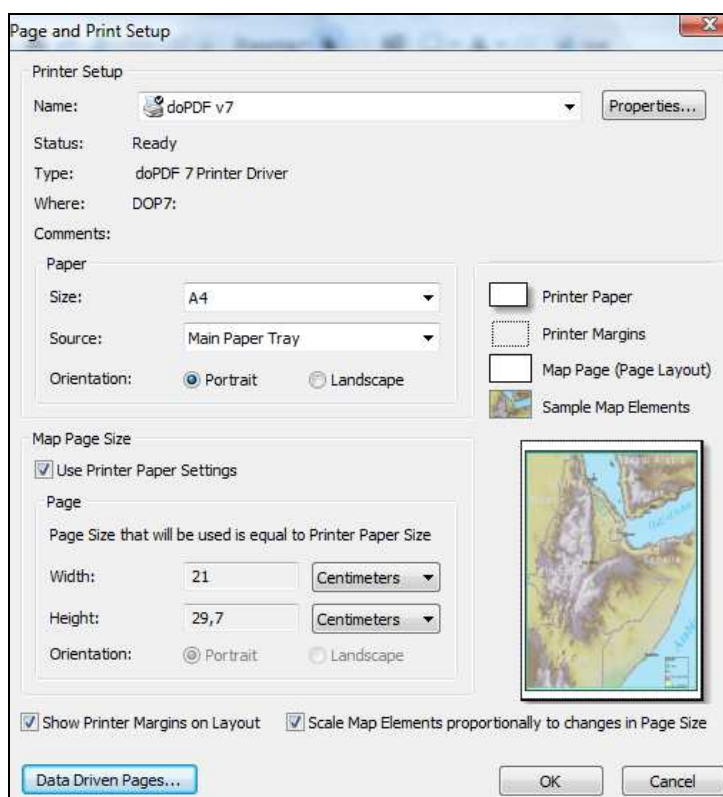 Page and Print Setup
Printer Setup
Name: doPDF v7 Properties...
Status: Ready
Type: doPDF 7 Printer Driver
Where: DOP7:
Comments:
Paper
Size: A4
Source: Main Paper Tray
Orientation: Portrait Landscape
Printer Paper
Printer Margins
Map Page (Page Layout)
Sample Map Elements
Map Page Size
Use Printer Paper Settings
Page
Page Size that will be used is equal to Printer Paper Size
Width: 21 Centimeters
Height: 29,7 Centimeters
Orientation: Portrait Landscape
Show Printer Margins on Layout Scale Map Elements proportionally to changes in Page Size
Data Driven Pages... OK Cancel